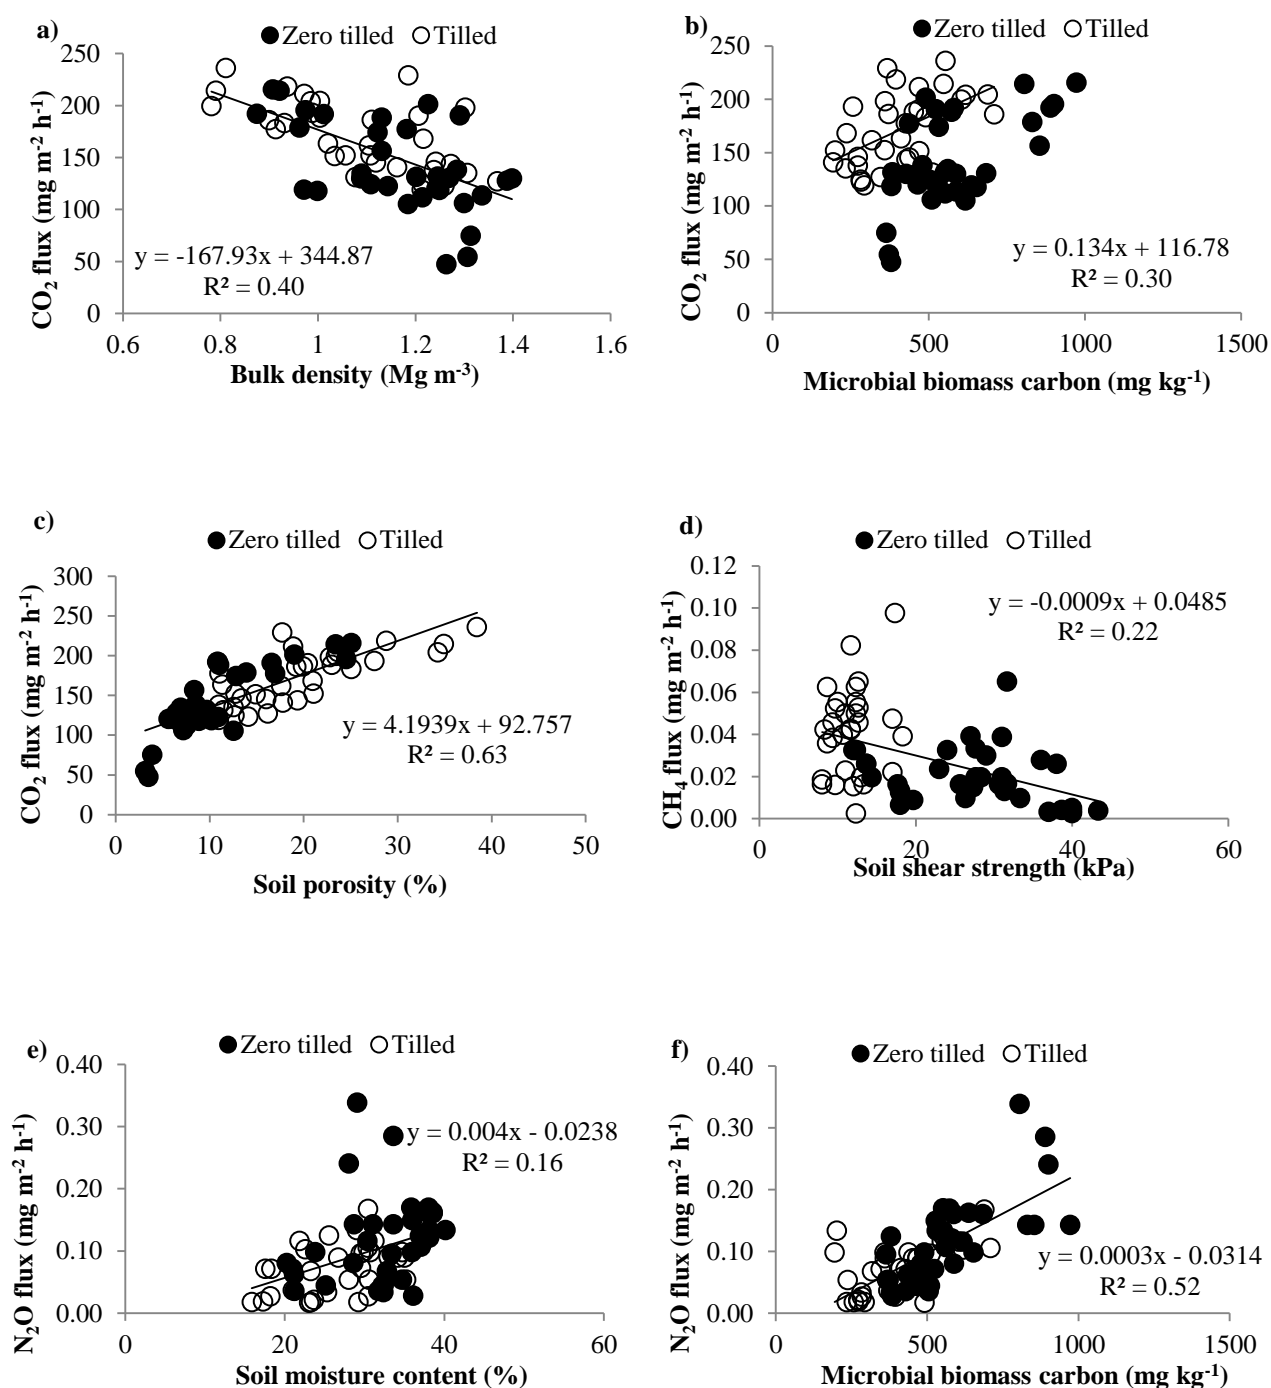 a)
Zero tilled Tilled
250
200
150
100
50
0
CO₂ flux (mg m⁻² h⁻¹)
y = -167.93x + 344.87
R² = 0.40
0.6 0.8 1 1.2 1.4 1.6
Bulk density (Mg m⁻³)
b)
Zero tilled Tilled
250
200
150
100
50
0
CO₂ flux (mg m⁻² h⁻¹)
y = 0.134x + 116.78
R² = 0.30
0 500 1000 1500
Microbial biomass carbon (mg kg⁻¹)
c)
Zero tilled Tilled
300
250
200
150
100
50
0
CO₂ flux (mg m⁻² h⁻¹)
y = 4.1939x + 92.757
R² = 0.63
0 10 20 30 40 50
Soil porosity (%)
d)
Zero tilled Tilled
0.12
0.10
0.08
0.06
0.04
0.02
0.00
CH₄ flux (mg m⁻² h⁻¹)
y = -0.0009x + 0.0485
R² = 0.22
0 20 40 60
Soil shear strength (kPa)
e)
Zero tilled Tilled
0.40
0.30
0.20
0.10
0.00
N₂O flux (mg m⁻² h⁻¹)
y = 0.004x - 0.0238
R² = 0.16
0 20 40 60
Soil moisture content (%)
f)
Zero tilled Tilled
0.40
0.30
0.20
0.10
0.00
N₂O flux (mg m⁻² h⁻¹)
y = 0.0003x - 0.0314
R² = 0.52
0 500 1000 1500
Microbial biomass carbon (mg kg⁻¹)